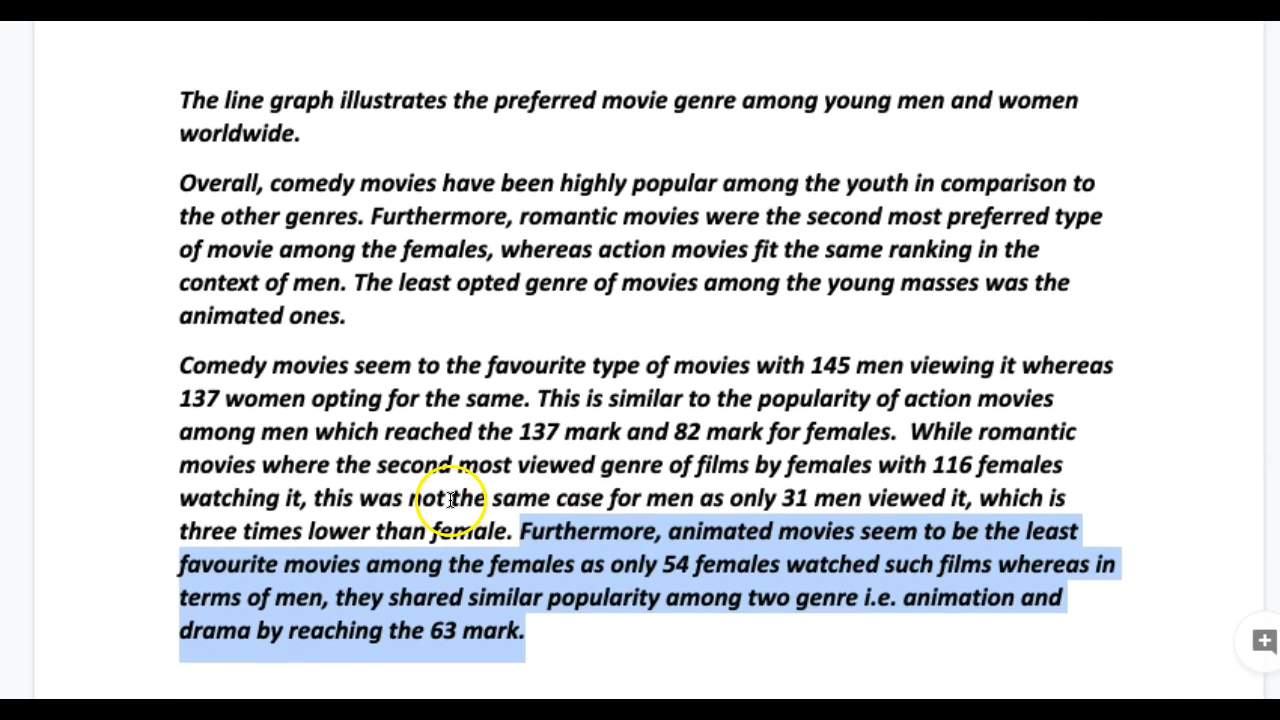 The line graph illustrates the preferred movie genre among young men and women
worldwide.
Overall, comedy movies have been highly popular among the youth in comparison to
the other genres. Furthermore, romantic movies were the second most preferred type
of movie among the females, whereas action movies fit the same ranking in the
context of men. The least opted genre of movies among the young masses was the
animated ones.
Comedy movies seem to the favourite type of movies with 145 men viewing it whereas
137 women opting for the same. This is similar to the popularity of action movies
among men which reached the 137 mark and 82 mark for females.  While romantic
movies where the second most viewed genre of films by females with 116 females
watching it, this was not the same case for men as only 31 men viewed it, which is
three times lower than female. Furthermore, animated movies seem to be the least
favourite movies among the females as only 54 females watched such films whereas in
terms of men, they shared similar popularity among two genre i.e. animation and
drama by reaching the 63 mark.